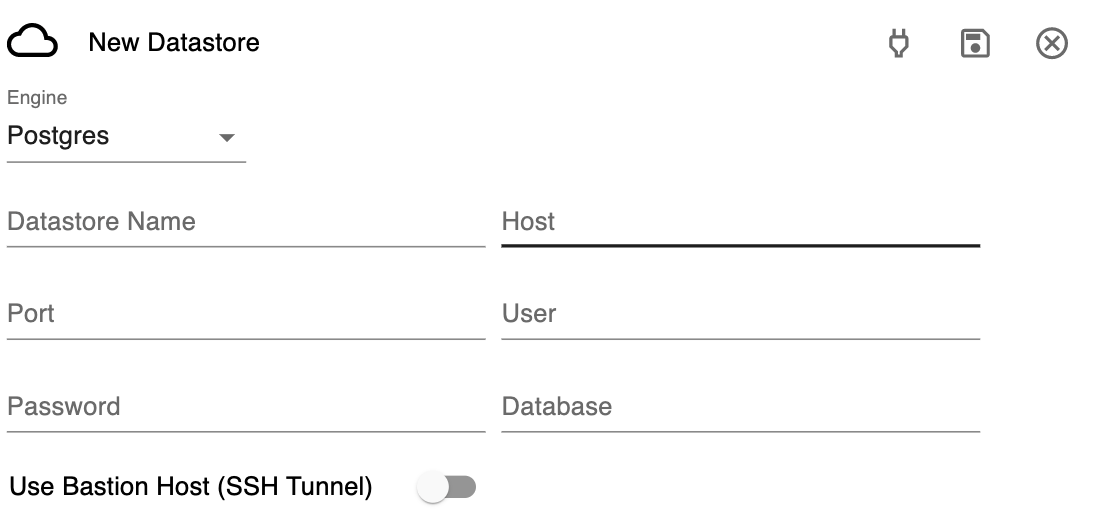 New Datastore
Engine
Postgres
Datastore Name
Host
Port
User
Password
Database
Use Bastion Host (SSH Tunnel)